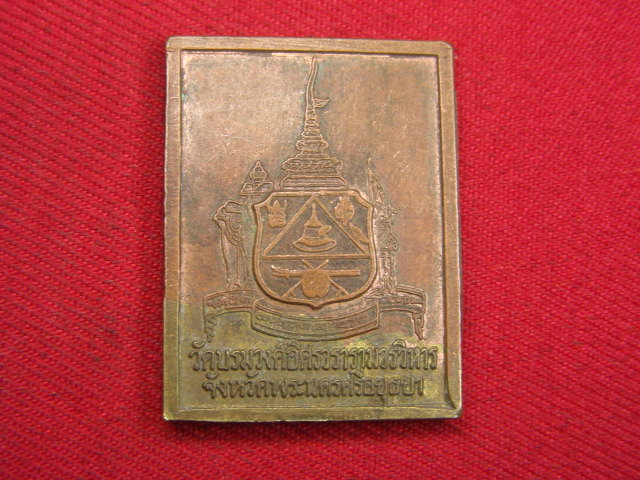 วัดบรมวงศ์อิศรวรารามวรวิหาร
จังหวัดพระนครศรีอยุธยา